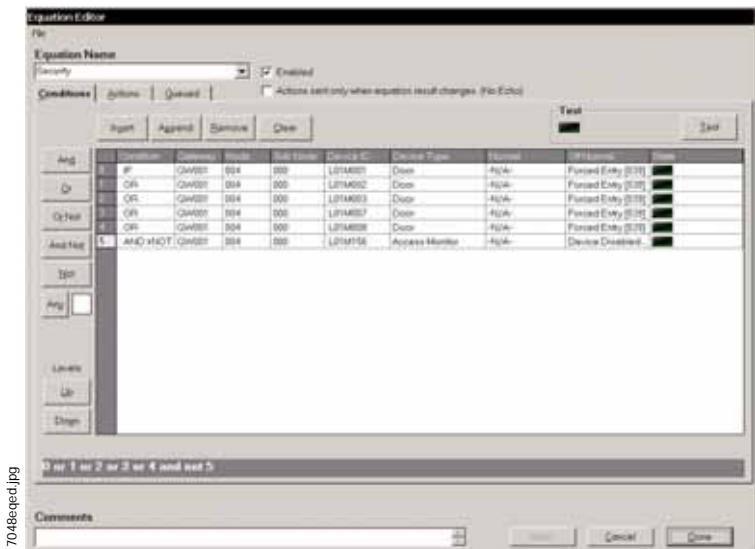 Equation Editor
File
Equation Name
Security
Enabled
Conditions Actions Queued
Actions sent only when equation result changes. (No Echo)
Test
Insert Append Remove Clear
Test
And
Condition Gateway Node Sub Node Device ID Device Type Normal Off Normal State
0 IF GW001 004 000 L01M001 Door -N/A- Forced Entry
Or
1 OR GW001 004 000 L01M002 Door -N/A- Forced Entry
2 OR GW001 004 000 L01M003 Door -N/A- Forced Entry
Or Not
3 OR GW001 004 000 L01M007 Door -N/A- Forced Entry
4 OR GW001 004 000 L01M008 Door -N/A- Forced Entry
And Not
5 AND xNOT GW001 004 000 L01M156 Access Monitor -N/A- Device Disabled
Not
Any
Levels
Up
Down
0 or 1 or 2 or 3 or 4 and not 5
Comments
Cancel Done
7048eqed.jpg